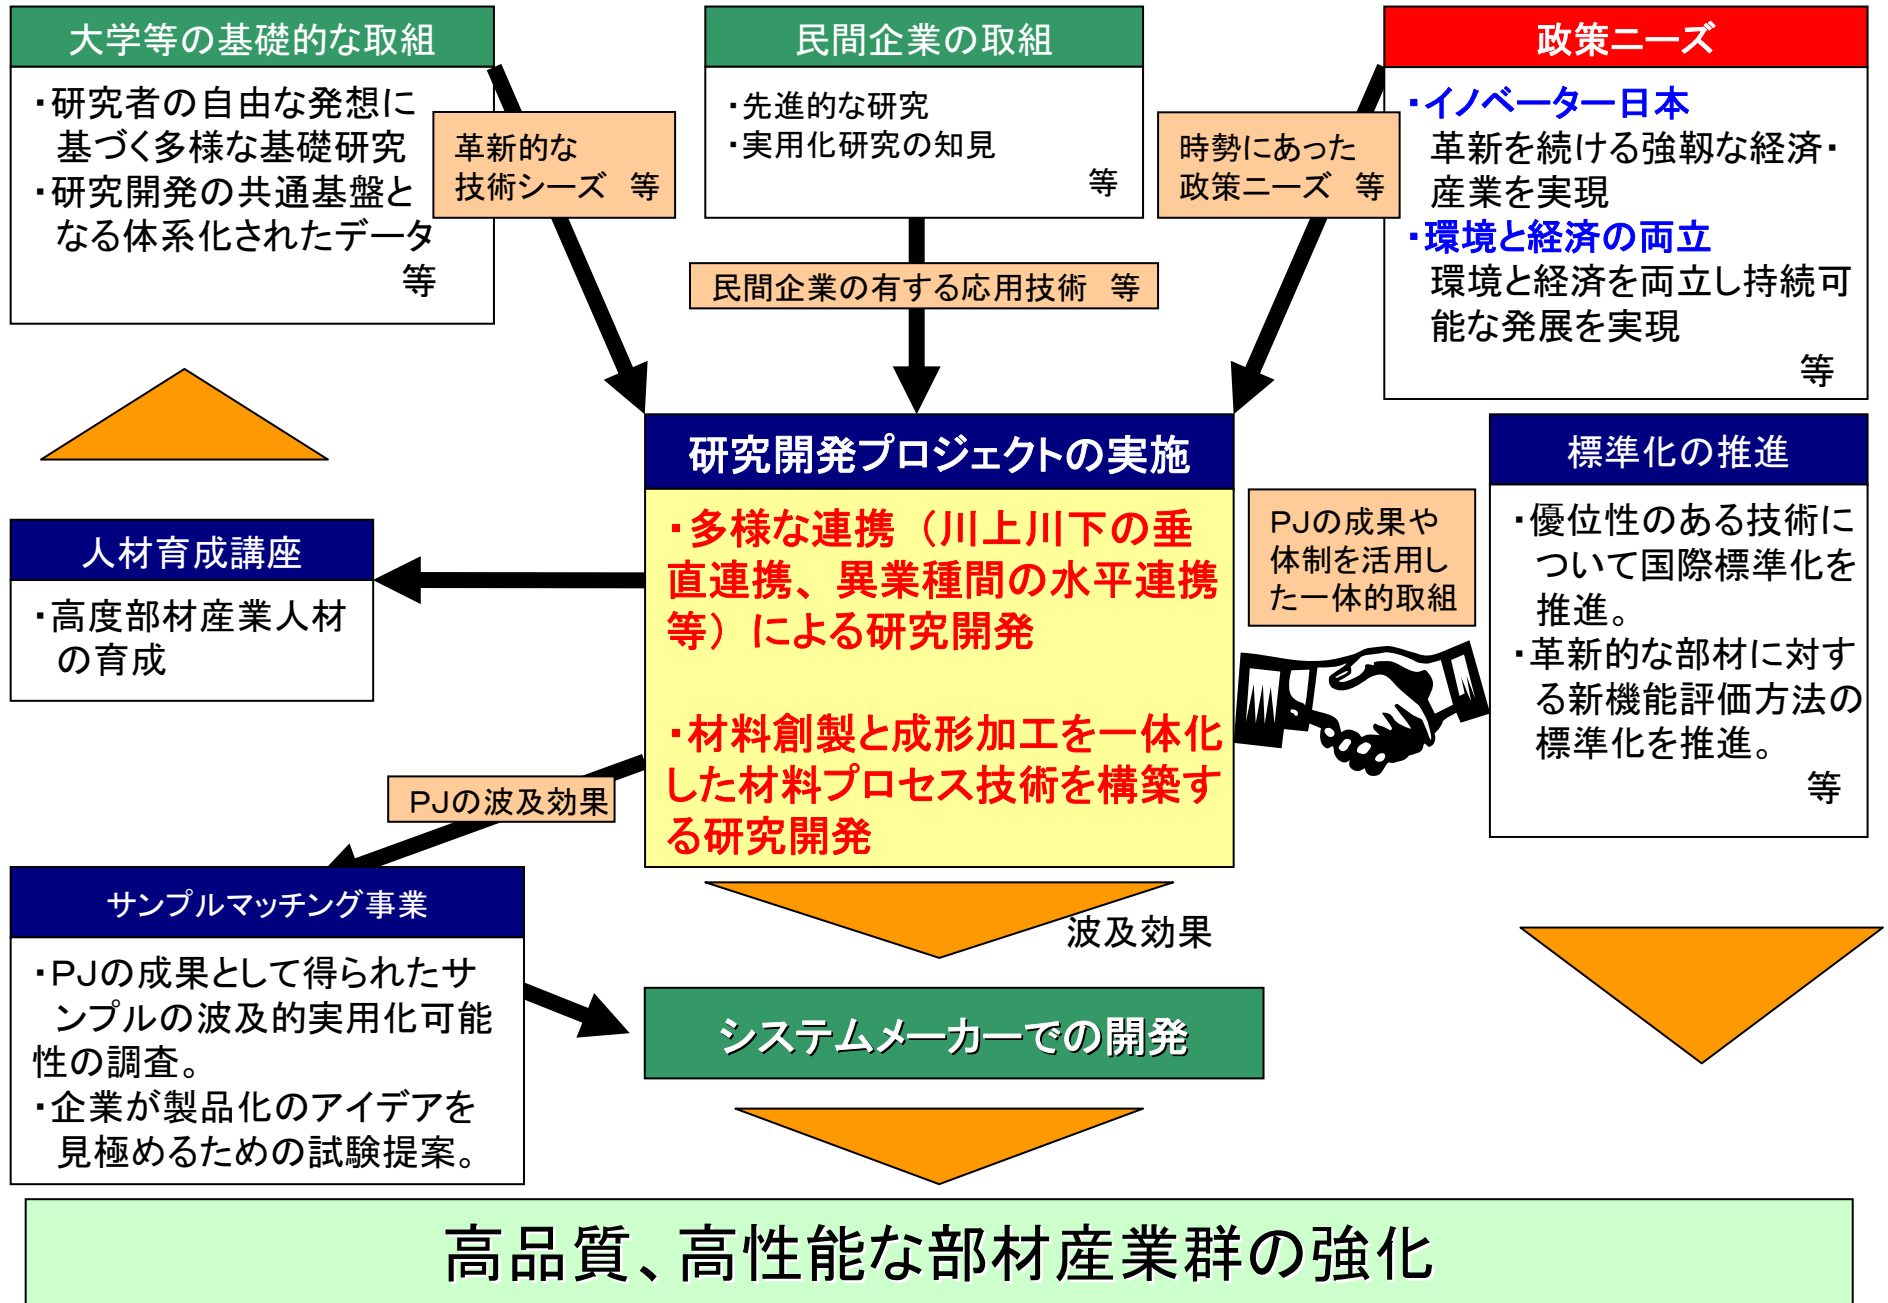 大学等の基礎的な取組
・研究者の自由な発想に
基づく多様な基礎研究
・研究開発の共通基盤と
なる体系化されたデータ
等
革新的な
技術シーズ　等
民間企業の取組
・先進的な研究
・実用化研究の知見
等
民間企業の有する応用技術　等
政策ニーズ
・イノベーター日本
革新を続ける強靱な経済・
産業を実現
・環境と経済の両立
環境と経済を両立し持続可
能な発展を実現
等
時勢にあった
政策ニーズ　等
研究開発プロジェクトの実施
・多様な連携（川上川下の垂
直連携、異業種間の水平連携
等）による研究開発
・材料創製と成形加工を一体化
した材料プロセス技術を構築す
る研究開発
人材育成講座
・高度部材産業人材
の育成
PJの成果や
体制を活用し
た一体的取組
標準化の推進
・優位性のある技術に
ついて国際標準化を
推進。
・革新的な部材に対す
る新機能評価方法の
標準化を推進。
等
PJの波及効果
サンプルマッチング事業
・PJの成果として得られたサ
ンプルの波及的実用化可能
性の調査。
・企業が製品化のアイデアを
見極めるための試験提案。
波及効果
システムメーカーでの開発
高品質、高性能な部材産業群の強化